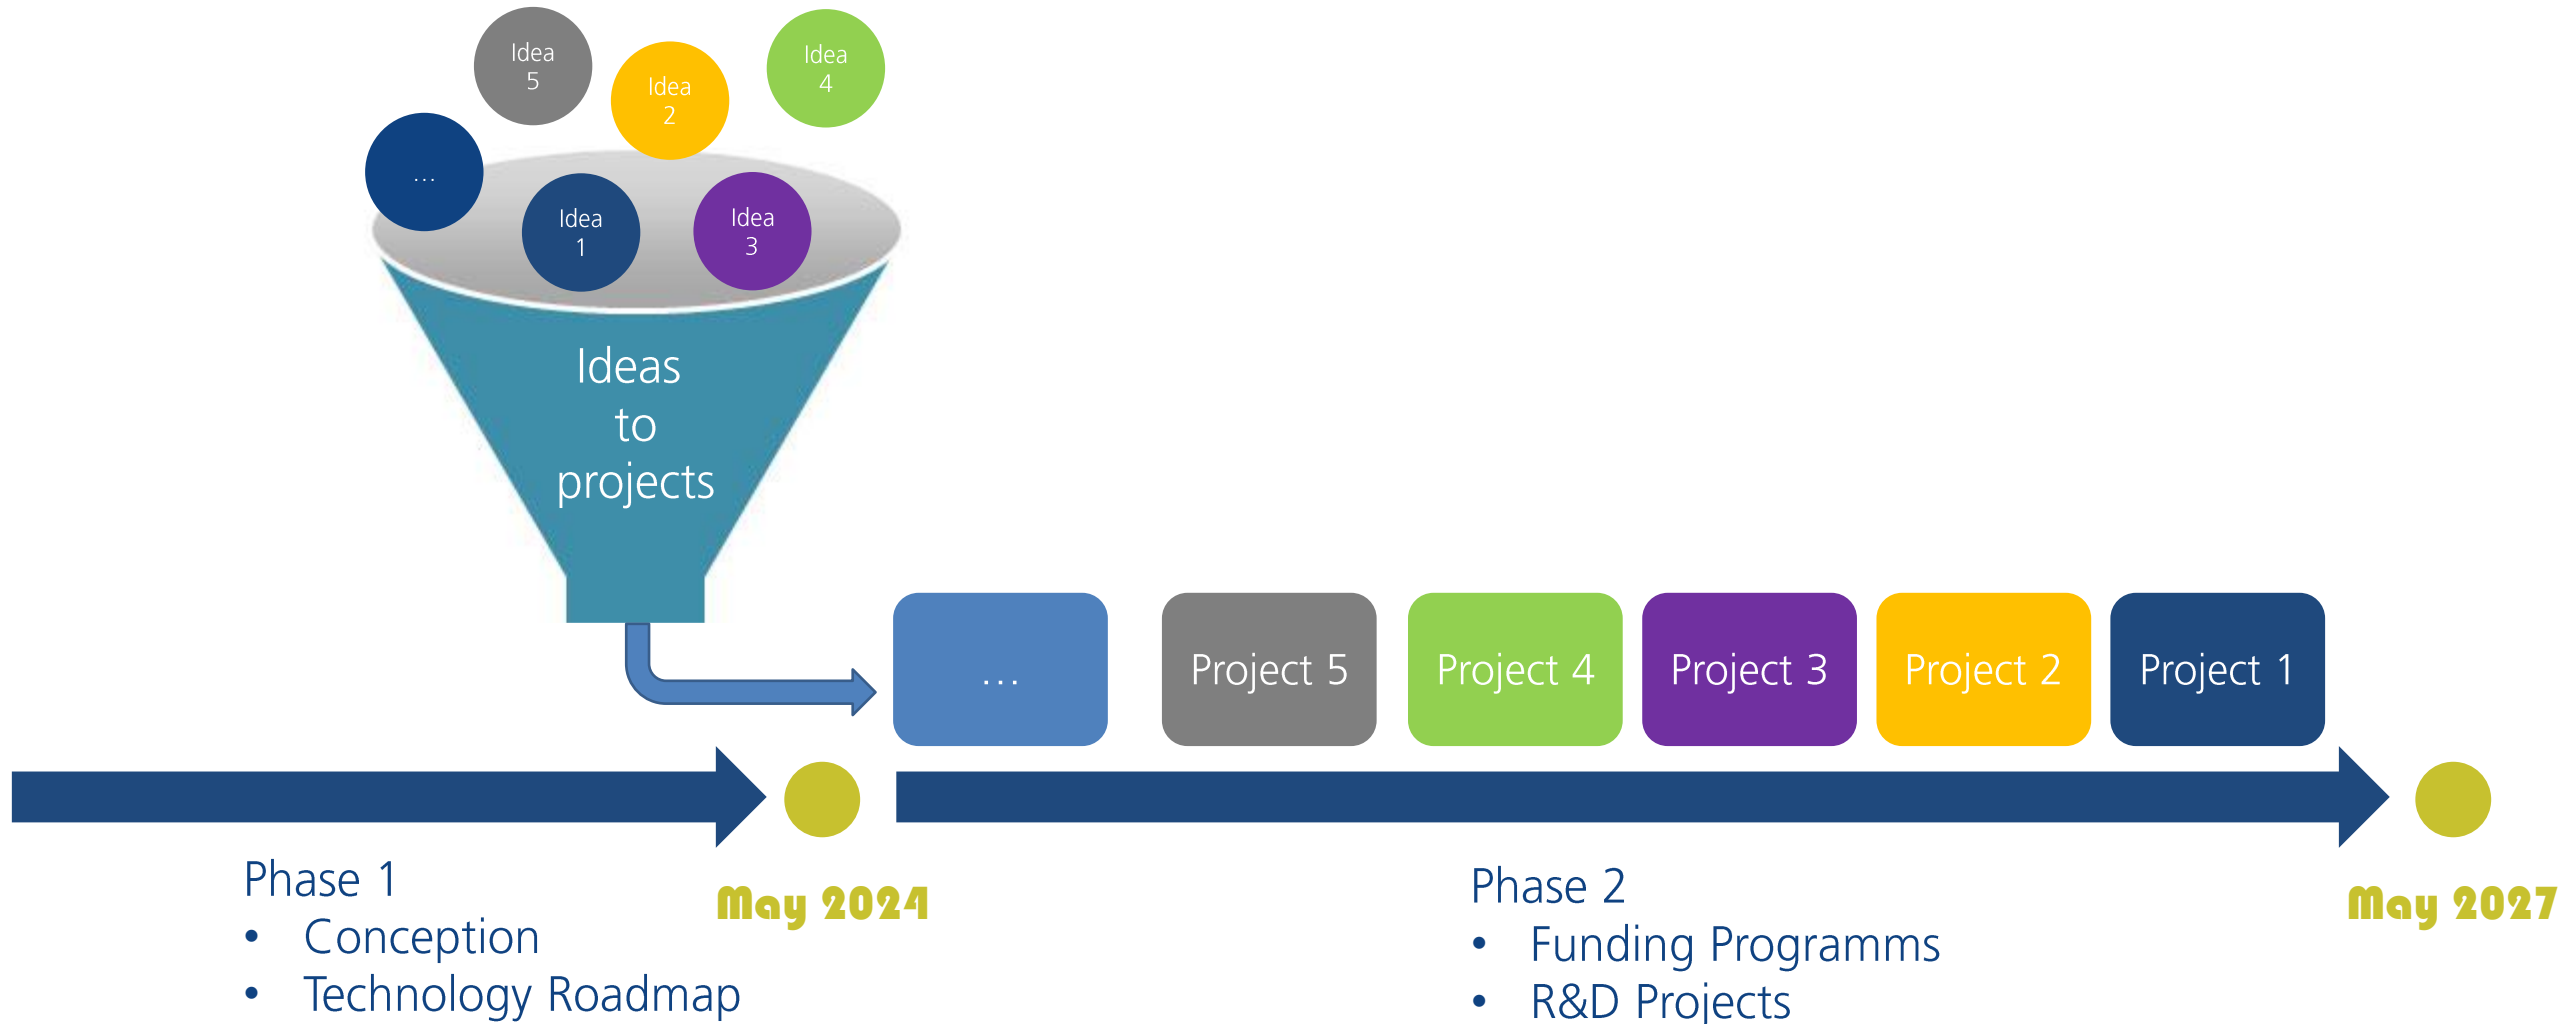 Idea
5
Idea
2
Idea
4
...
Idea
1
Idea
3
Ideas
to
projects
...
Project 5
Project 4
Project 3
Project 2
Project 1
Phase 1
• Conception
• Technology Roadmap
May 2024
Phase 2
• Funding Programms
• R&D Projects
May 2027